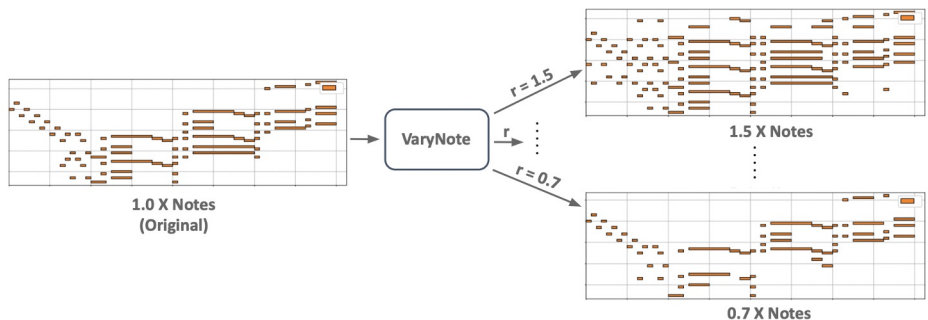 r = 1.5
1.5 X Notes
VaryNote
r
1.0 X Notes
(Original)
r = 0.7
0.7 X Notes